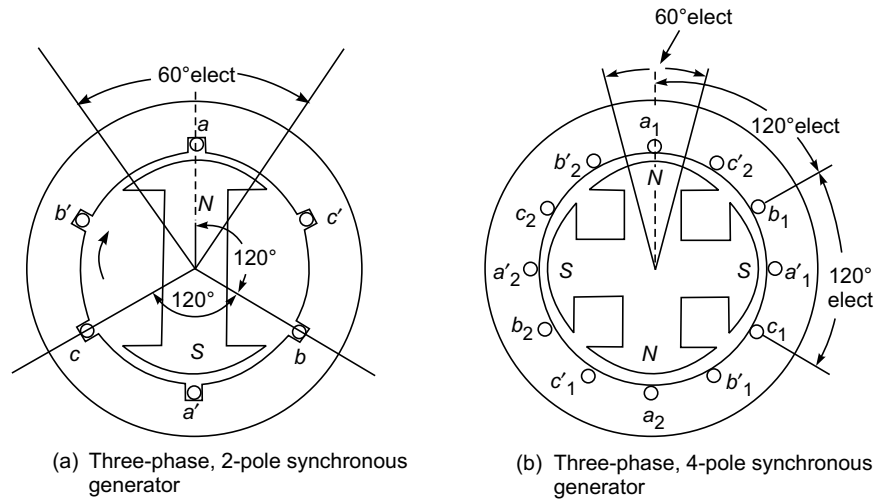 60°elect
a
N
b'
c'
120°
120°
c
S
b
a'
(a) Three-phase, 2-pole synchronous
generator
60°elect
120°elect
a1
b'2
c'2
N
c2
b1
a'2
S
S
a'1
120°
elect
b2
c1
N
c'1
b'1
a2
(b) Three-phase, 4-pole synchronous
generator